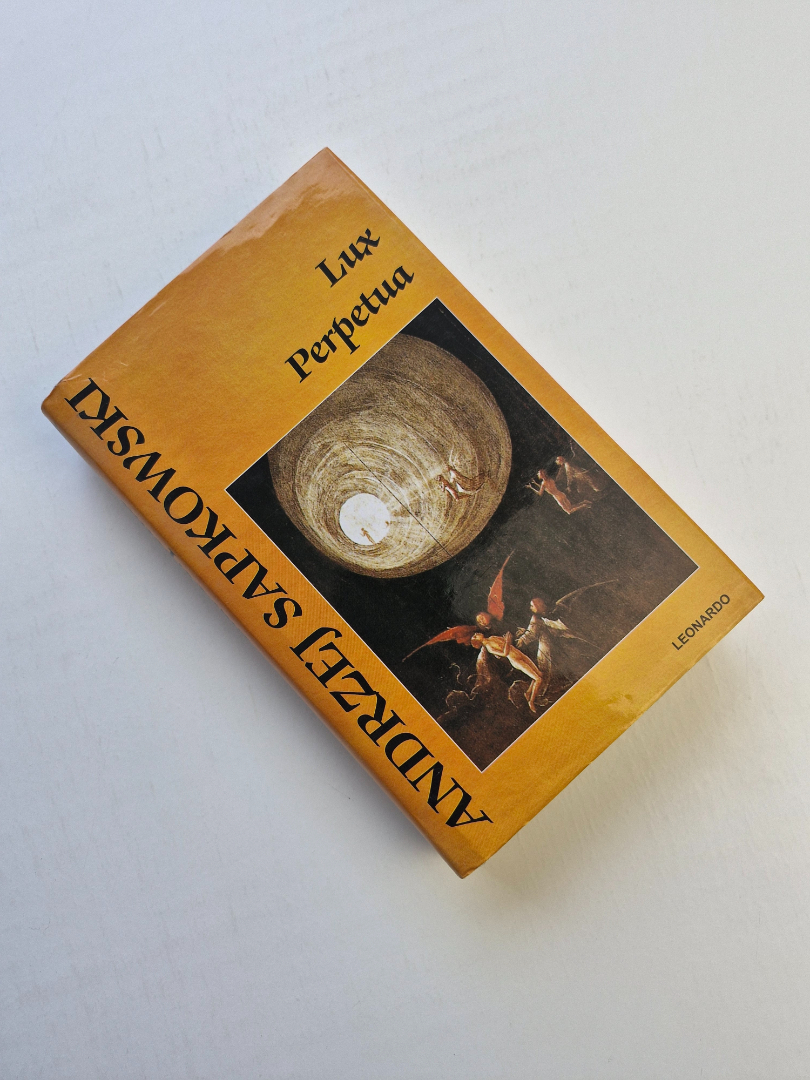 Lux
Perpetua
ANDRZEJ SAPKOWSKI
LEONARDO